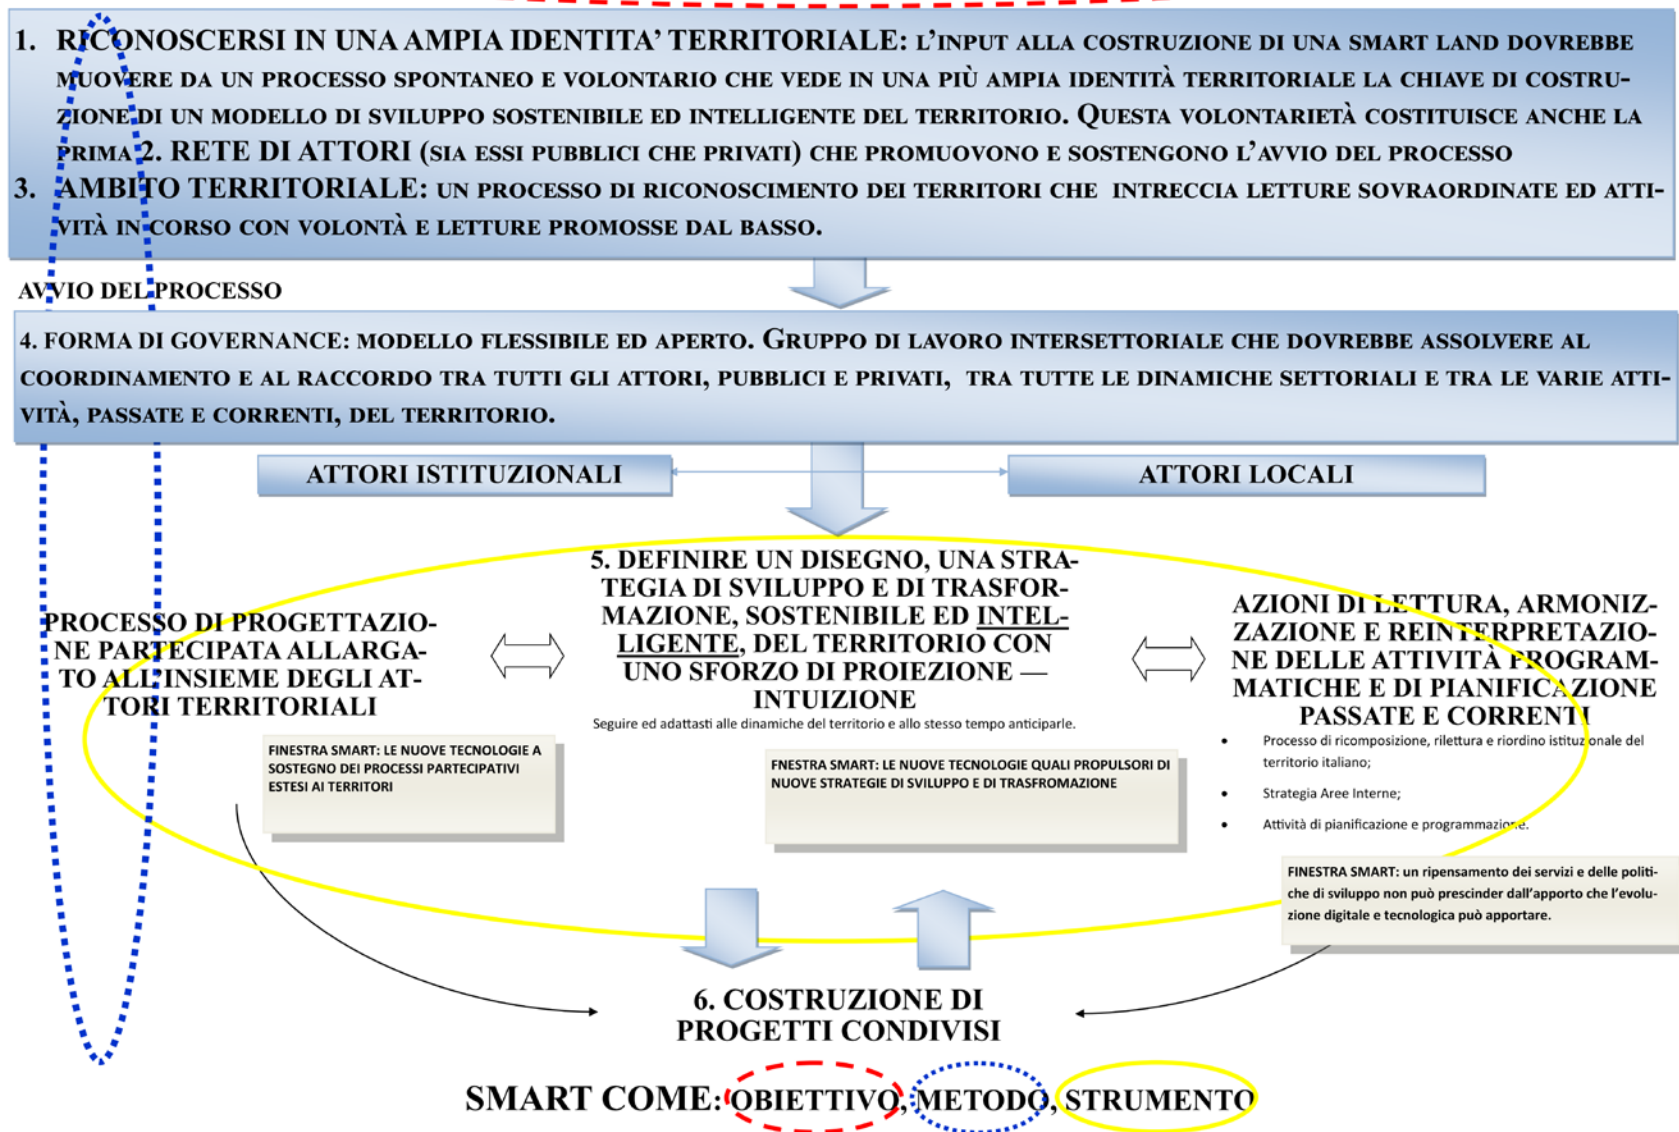 1. RICONOSCERSI IN UNA AMPIA IDENTITA’ TERRITORIALE: L’INPUT ALLA COSTRUZIONE DI UNA SMART LAND DOVREBBE
MUOVERE DA UN PROCESSO SPONTANEO E VOLONTARIO CHE VEDE IN UNA PIÙ AMPIA IDENTITÀ TERRITORIALE LA CHIAVE DI COSTRU-
ZIONE DI UN MODELLO DI SVILUPPO SOSTENIBILE ED INTELLIGENTE DEL TERRITORIO. QUESTA VOLONTARIETÀ COSTITUISCE ANCHE LA
PRIMA 2. RETE DI ATTORI (SIA ESSI PUBBLICI CHE PRIVATI) CHE PROMUOVONO E SOSTENGONO L’AVVIO DEL PROCESSO
3. AMBITO TERRITORIALE: UN PROCESSO DI RICONOSCIMENTO DEI TERRITORI CHE INTRECCIA LETTURE SOVRAORDINATE ED ATTI-
VITÀ IN CORSO CON VOLONTÀ E LETTURE PROMOSSE DAL BASSO.
AVVIO DEL PROCESSO
4. FORMA DI GOVERNANCE: MODELLO FLESSIBILE ED APERTO. GRUPPO DI LAVORO INTERSETTORIALE CHE DOVREBBE ASSOLVERE AL
COORDINAMENTO E AL RACCORDO TRA TUTTI GLI ATTORI, PUBBLICI E PRIVATI, TRA TUTTE LE DINAMICHE SETTORIALI E TRA LE VARIE ATTI-
VITÀ, PASSATE E CORRENTI, DEL TERRITORIO.
ATTORI ISTITUZIONALI
ATTORI LOCALI
PROCESSO DI PROGETTAZIO-
NE PARTECIPATA ALLARGA-
TO ALL’INSIEME DEGLI AT-
TORI TERRITORIALI
FINESTRA SMART: LE NUOVE TECNOLOGIE A
SOSTEGNO DEI PROCESSI PARTECIPATIVI
ESTESI AI TERRITORI
5. DEFINIRE UN DISEGNO, UNA STRA-
TEGIA DI SVILUPPO E DI TRASFOR-
MAZIONE, SOSTENIBILE ED INTEL-
LIGENTE, DEL TERRITORIO CON
UNO SFORZO DI PROIEZIONE —
INTUIZIONE
Seguire ed adattasti alle dinamiche del territorio e allo stesso tempo anticiparle.
FNESTRA SMART: LE NUOVE TECNOLOGIE QUALI PROPULSORI DI
NUOVE STRATEGIE DI SVILUPPO E DI TRASFROMAZIONE
AZIONI DI LETTURA, ARMONIZ-
ZAZIONE E REINTERPRETAZIO-
NE DELLE ATTIVITÀ PROGRAM-
MATICHE E DI PIANIFICAZIONE
PASSATE E CORRENTI
• Processo di ricomposizione, rilettura e riordino istituzionale del
territorio italiano;
• Strategia Aree Interne;
• Attività di pianificazione e programmazione.
FINESTRA SMART: un ripensamento dei servizi e delle politi-
che di sviluppo non può prescinder dall’apporto che l’evolu-
zione digitale e tecnologica può apportare.
6. COSTRUZIONE DI
PROGETTI CONDIVISI
SMART COME: OBIETTIVO, METODO, STRUMENTO